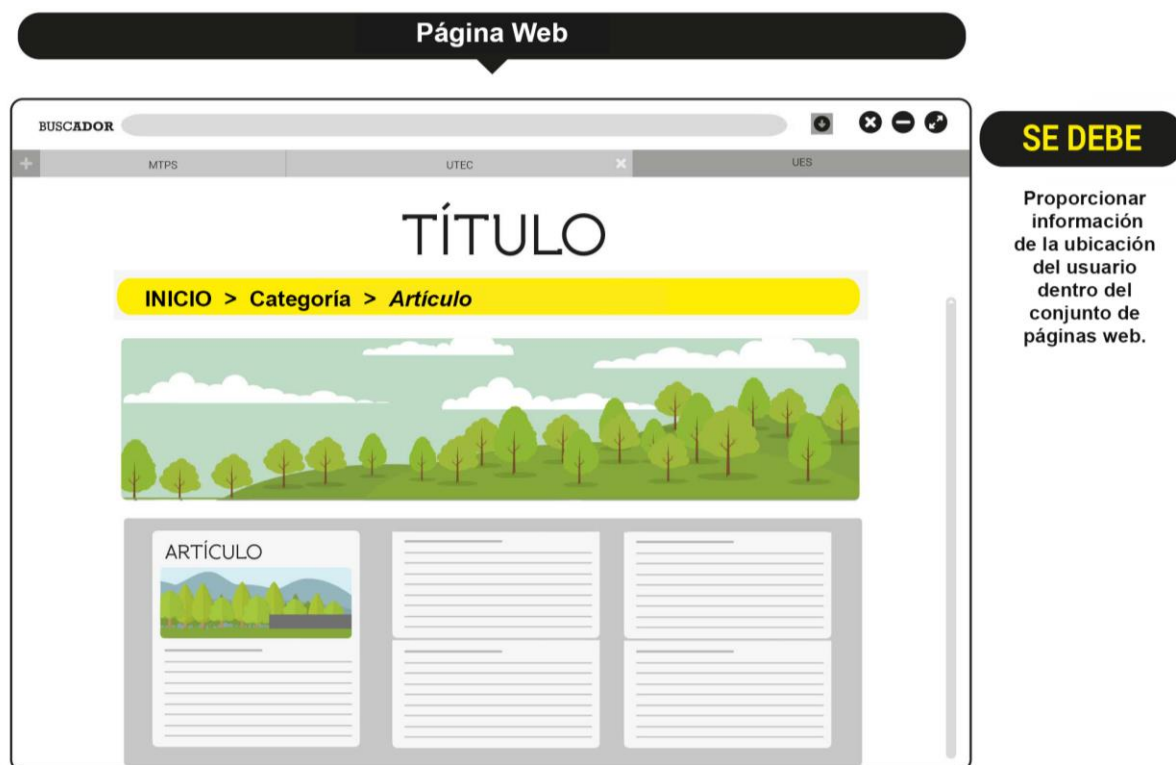 Página Web
BUSCADOR
MTPS
UTEC
UES
TÍTULO
INICIO > Categoría > Artículo
ARTÍCULO
SE DEBE
Proporcionar
información
de la ubicación
del usuario
dentro del
conjunto de
páginas web.